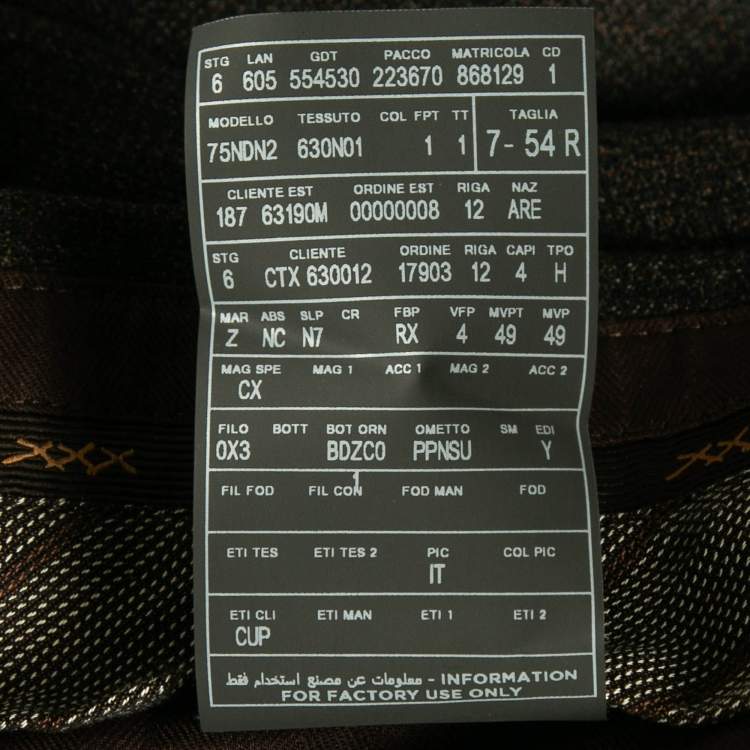 STG LAN GDT PACCO MATRICOLA CD
6 605 554530 223670 868129 1
MODELLO TESSUTO COL FPT TT TAGLIA
75NDN2 630N01 1 1 7- 54 R
CLIENTE EST ORDINE EST RIGA NAZ
187 63190M 00000008 12 ARE
STG CLIENTE ORDINE RIGA CAPI TPO
6 CTX 630012 17903 12 4 H
MAR ABS SLP CR FBP VFP MVPT MVP
Z NC N7 RX 4 49 49
MAG SPE MAG 1 ACC 1 MAG 2 ACC 2
CX
FILO BOTT BOT ORN OMETTO SM EDI
0X3 BDZC0 PPNSU Y
1
FIL FOD FIL CON FOD MAN FOD
ETI TES ETI TES 2 PIC COL PIC
IT
ETI CLI ETI MAN ETI 1 ETI 2
CUP
معلومات عن مصنع استخدام فقط - INFORMATION
FOR FACTORY USE ONLY